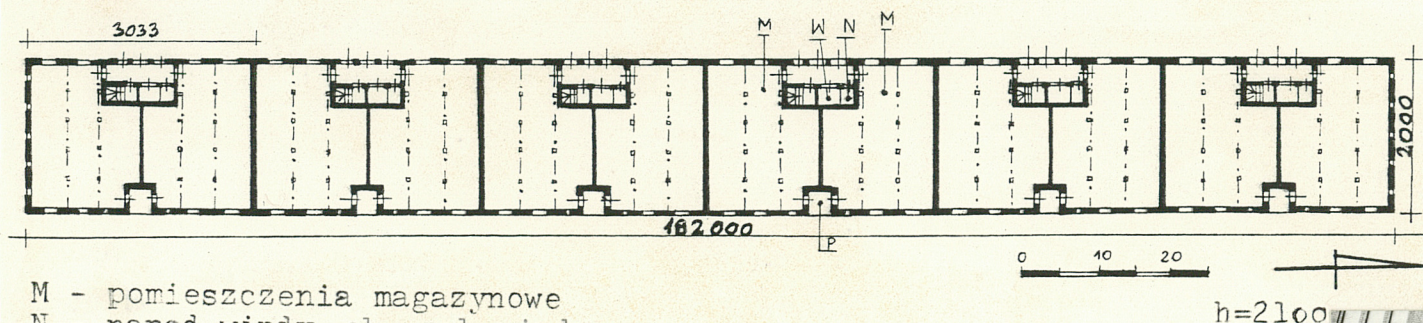 3033
M W N M
2000
182000
P
0 10 20
M - pomieszczenia magazynowe
h=2100
N -